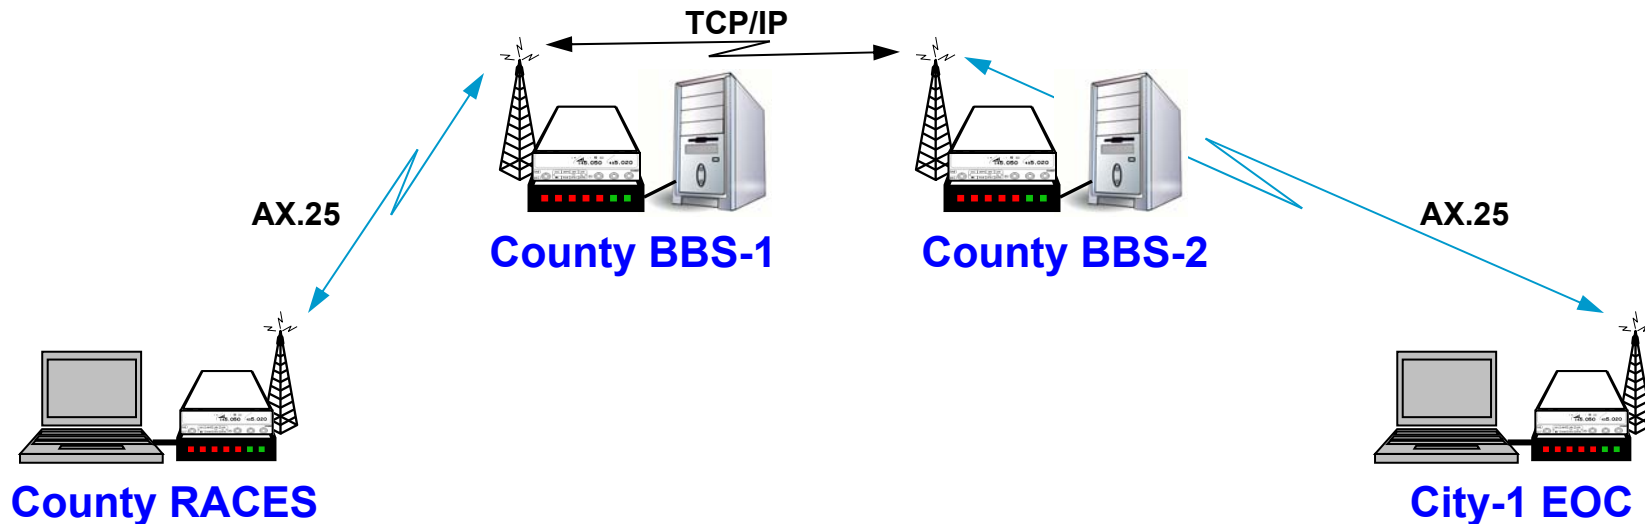 TCP/IP
AX.25
County BBS-1
County BBS-2
AX.25
County RACES
City-1 EOC